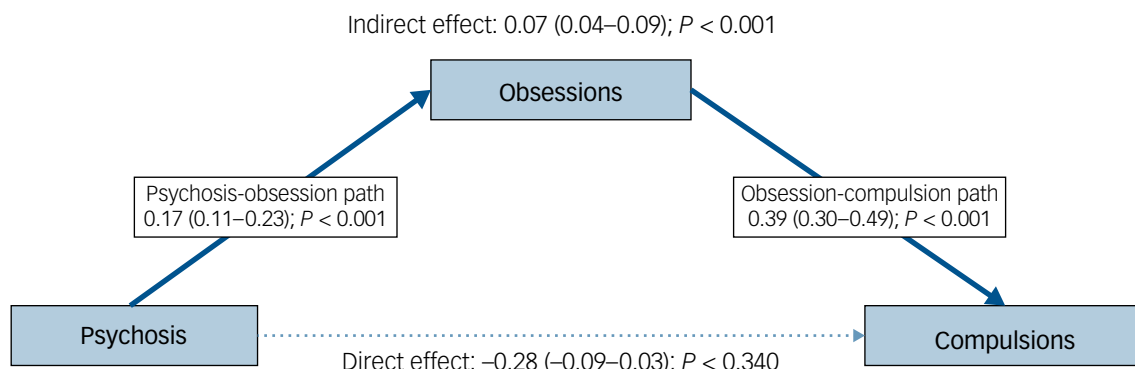 Indirect effect: 0.07 (0.04–0.09); P < 0.001
Obsessions
Psychosis-obsession path
0.17 (0.11–0.23); P < 0.001
Obsession-compulsion path
0.39 (0.30–0.49); P < 0.001
Psychosis
Compulsions
Direct effect: –0.28 (–0.09–0.03); P < 0.340